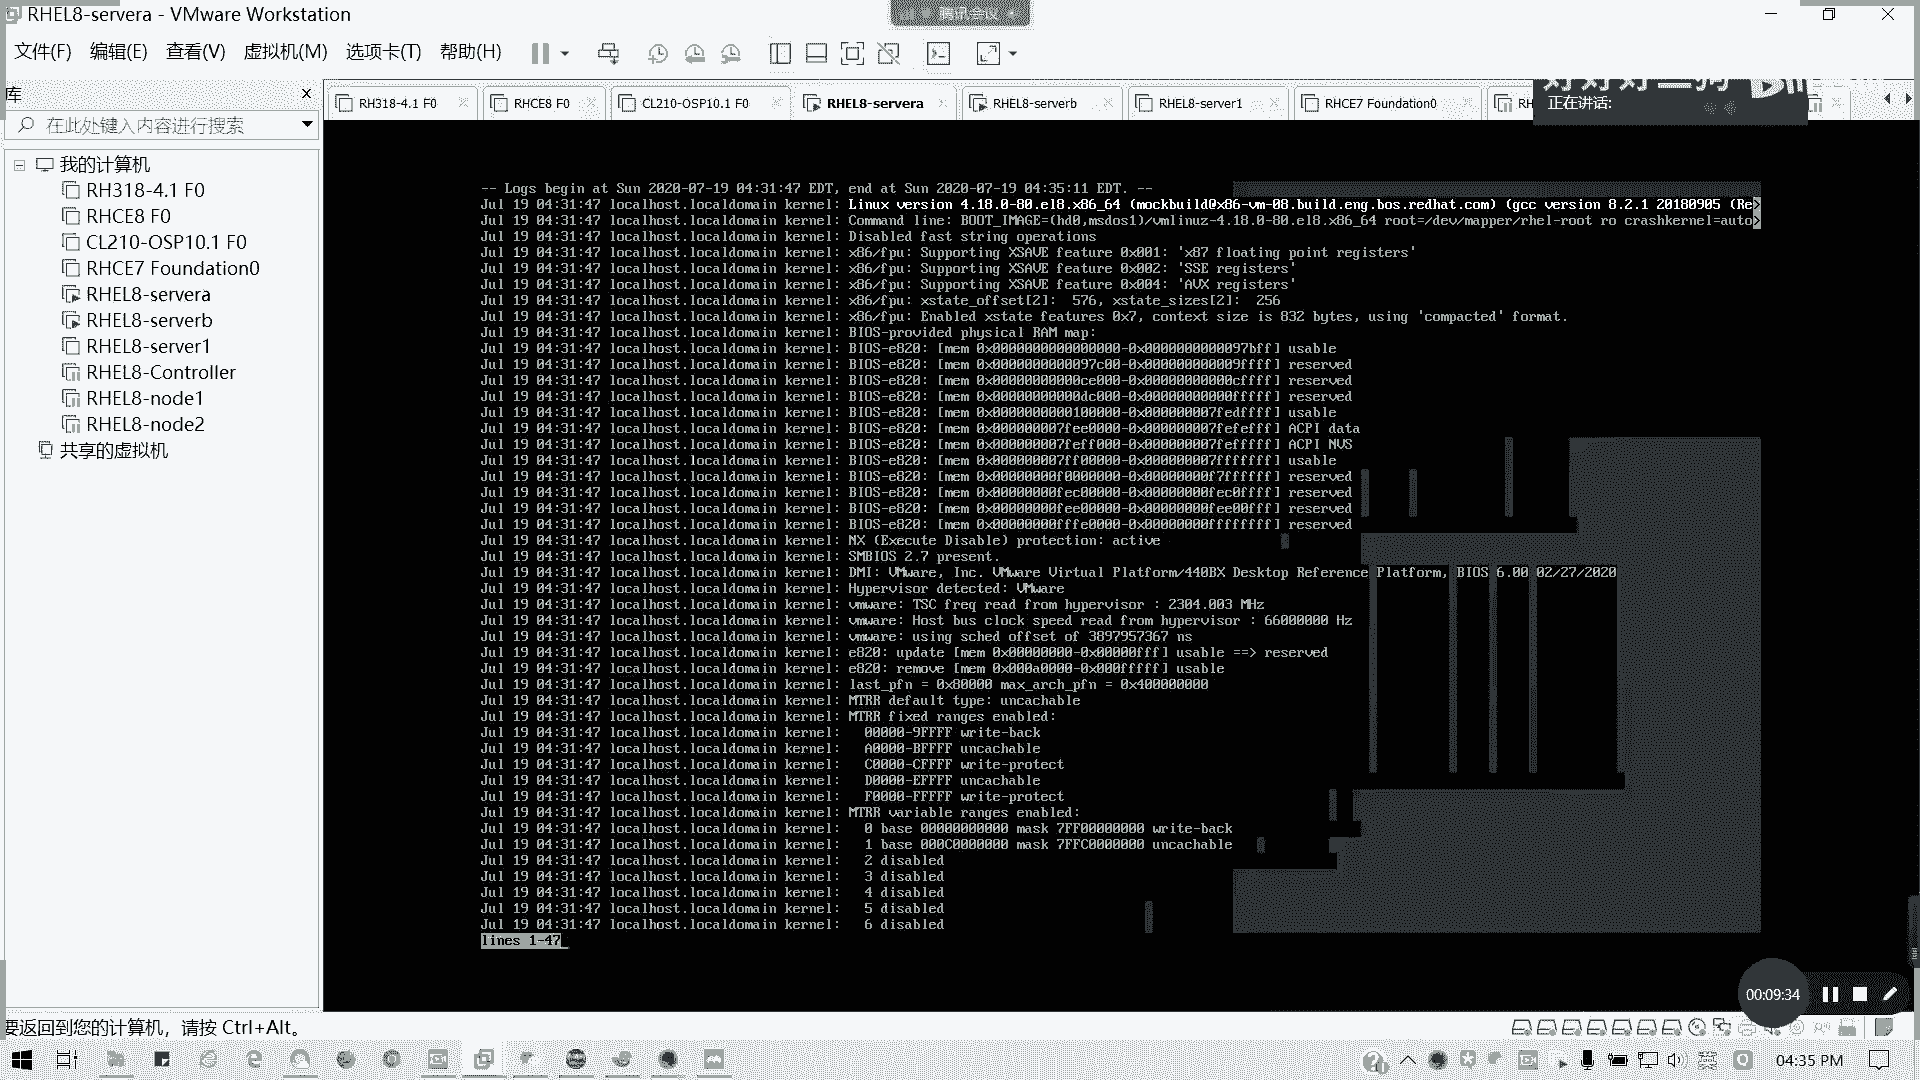 RHEL8-servera - VMware Workstation
腾讯会议
文件(F) 编辑(E) 查看(V) 虚拟机(M) 选项卡(T) 帮助(H)
库
在此处键入内容进行搜索
我的计算机
RH318-4.1 F0
RHCE8 F0
CL210-OSP10.1 F0
RHCE7 Foundation0
RHEL8-servera
RHEL8-serverb
RHEL8-server1
RHEL8-Controller
RHEL8-node1
RHEL8-node2
共享的虚拟机
RH318-4.1 F0 RHCE8 F0 CL210-OSP10.1 F0 RHEL8-servera RHEL8-serverb RHEL8-server1 RHCE7 Foundation0 RH
正在讲话:
-- Logs begin at Sun 2020-07-19 04:31:47 EDT, end at Sun 2020-07-19 04:35:11 EDT. --
Jul 19 04:31:47 localhost.localdomain kernel: Linux version 4.18.0-80.el8.x86_64 (mockbuild@x86-vm-08.build.eng.bos.redhat.com) (gcc version 8.2.1 20180905 (Re>
Jul 19 04:31:47 localhost.localdomain kernel: Command line: BOOT_IMAGE=(hd0,msdos1)/vmlinuz-4.18.0-80.el8.x86_64 root=/dev/mapper/rhel-root ro crashkernel=auto>
Jul 19 04:31:47 localhost.localdomain kernel: Disabled fast string operations
Jul 19 04:31:47 localhost.localdomain kernel: x86/fpu: Supporting XSAVE feature 0x001: 'x87 floating point registers'
Jul 19 04:31:47 localhost.localdomain kernel: x86/fpu: Supporting XSAVE feature 0x002: 'SSE registers'
Jul 19 04:31:47 localhost.localdomain kernel: x86/fpu: Supporting XSAVE feature 0x004: 'AVX registers'
Jul 19 04:31:47 localhost.localdomain kernel: x86/fpu: xstate_offset[2]:  576, xstate_sizes[2]:  256
Jul 19 04:31:47 localhost.localdomain kernel: x86/fpu: Enabled xstate features 0x7, context size is 832 bytes, using 'compacted' format.
Jul 19 04:31:47 localhost.localdomain kernel: BIOS-provided physical RAM map:
Jul 19 04:31:47 localhost.localdomain kernel: BIOS-e820: [mem 0x0000000000000000-0x0000000000097bff] usable
Jul 19 04:31:47 localhost.localdomain kernel: BIOS-e820: [mem 0x0000000000097c00-0x000000000009ffff] reserved
Jul 19 04:31:47 localhost.localdomain kernel: BIOS-e820: [mem 0x00000000000ce000-0x00000000000cffff] reserved
Jul 19 04:31:47 localhost.localdomain kernel: BIOS-e820: [mem 0x00000000000dc000-0x00000000000fffff] reserved
Jul 19 04:31:47 localhost.localdomain kernel: BIOS-e820: [mem 0x0000000000100000-0x000000007fedffff] usable
Jul 19 04:31:47 localhost.localdomain kernel: BIOS-e820: [mem 0x000000007fee0000-0x000000007fefefff] ACPI data
Jul 19 04:31:47 localhost.localdomain kernel: BIOS-e820: [mem 0x000000007feff000-0x000000007fefffff] ACPI NVS
Jul 19 04:31:47 localhost.localdomain kernel: BIOS-e820: [mem 0x000000007ff00000-0x000000007fffffff] usable
Jul 19 04:31:47 localhost.localdomain kernel: BIOS-e820: [mem 0x00000000f0000000-0x00000000f7ffffff] reserved
Jul 19 04:31:47 localhost.localdomain kernel: BIOS-e820: [mem 0x00000000fec00000-0x00000000fec0ffff] reserved
Jul 19 04:31:47 localhost.localdomain kernel: BIOS-e820: [mem 0x00000000fee00000-0x00000000fee00fff] reserved
Jul 19 04:31:47 localhost.localdomain kernel: BIOS-e820: [mem 0x00000000fffe0000-0x00000000ffffffff] reserved
Jul 19 04:31:47 localhost.localdomain kernel: NX (Execute Disable) protection: active
Jul 19 04:31:47 localhost.localdomain kernel: SMBIOS 2.7 present.
Jul 19 04:31:47 localhost.localdomain kernel: DMI: VMware, Inc. VMware Virtual Platform/440BX Desktop Reference Platform, BIOS 6.00 02/27/2020
Jul 19 04:31:47 localhost.localdomain kernel: Hypervisor detected: VMware
Jul 19 04:31:47 localhost.localdomain kernel: vmware: TSC freq read from hypervisor : 2304.003 MHz
Jul 19 04:31:47 localhost.localdomain kernel: vmware: Host bus clock speed read from hypervisor : 66000000 Hz
Jul 19 04:31:47 localhost.localdomain kernel: vmware: using sched offset of 3897957367 ns
Jul 19 04:31:47 localhost.localdomain kernel: e820: update [mem 0x00000000-0x00000fff] usable ==> reserved
Jul 19 04:31:47 localhost.localdomain kernel: e820: remove [mem 0x000a0000-0x000fffff] usable
Jul 19 04:31:47 localhost.localdomain kernel: last_pfn = 0x80000 max_arch_pfn = 0x400000000
Jul 19 04:31:47 localhost.localdomain kernel: MTRR default type: uncachable
Jul 19 04:31:47 localhost.localdomain kernel: MTRR fixed ranges enabled:
Jul 19 04:31:47 localhost.localdomain kernel:   00000-9FFFF write-back
Jul 19 04:31:47 localhost.localdomain kernel:   A0000-BFFFF uncachable
Jul 19 04:31:47 localhost.localdomain kernel:   C0000-CFFFF write-protect
Jul 19 04:31:47 localhost.localdomain kernel:   D0000-EFFFF uncachable
Jul 19 04:31:47 localhost.localdomain kernel:   F0000-FFFFF write-protect
Jul 19 04:31:47 localhost.localdomain kernel: MTRR variable ranges enabled:
Jul 19 04:31:47 localhost.localdomain kernel:   0 base 00000000000 mask 7FF00000000 write-back
Jul 19 04:31:47 localhost.localdomain kernel:   1 base 000C0000000 mask 7FFC0000000 uncachable
Jul 19 04:31:47 localhost.localdomain kernel:   2 disabled
Jul 19 04:31:47 localhost.localdomain kernel:   3 disabled
Jul 19 04:31:47 localhost.localdomain kernel:   4 disabled
Jul 19 04:31:47 localhost.localdomain kernel:   5 disabled
Jul 19 04:31:47 localhost.localdomain kernel:   6 disabled
lines 1-47
00:09:34
要返回到您的计算机，请按 Ctrl+Alt。
英
04:35 PM